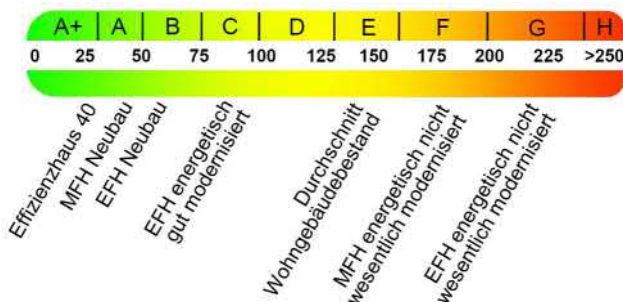 A+ A B C D E F G H
0 25 50 75 100 125 150 175 200 225 >250
Effizienzhaus 40
MFH Neubau
EFH Neubau
EFH energetisch
gut modernisiert
Durchschnitt
Wohngebäudebestand
MFH energetisch nicht
wesentlich modernisiert
EFH energetisch nicht
wesentlich modernisiert